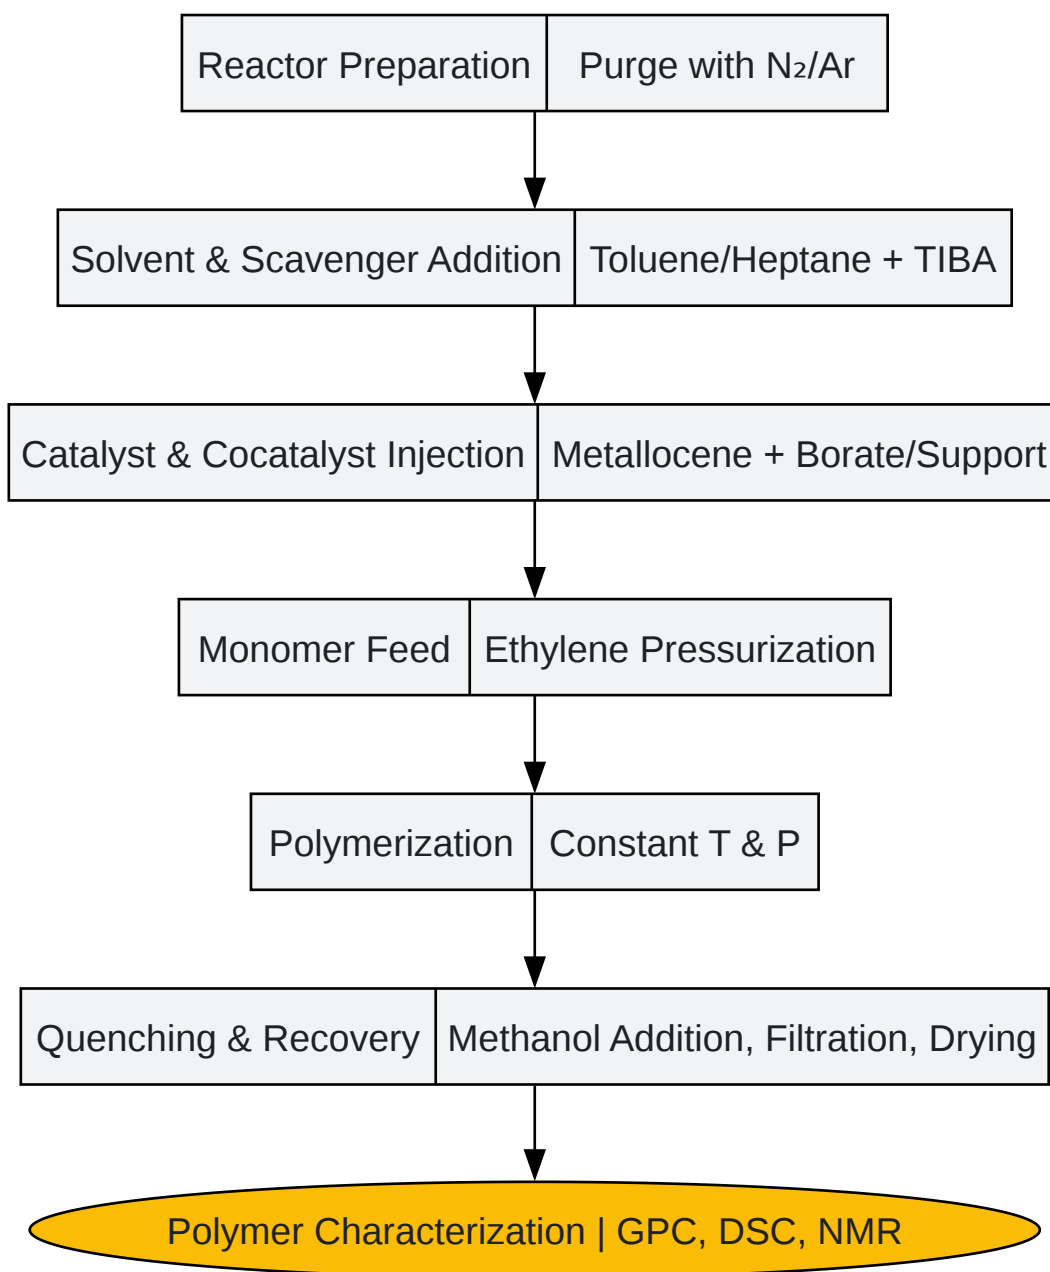 Reactor Preparation
Purge with N₂/Ar
Solvent & Scavenger Addition
Toluene/Heptane + TIBA
Catalyst & Cocatalyst Injection
Metallocene + Borate/Support
Monomer Feed
Ethylene Pressurization
Polymerization
Constant T & P
Quenching & Recovery
Methanol Addition, Filtration, Drying
Polymer Characterization | GPC, DSC, NMR